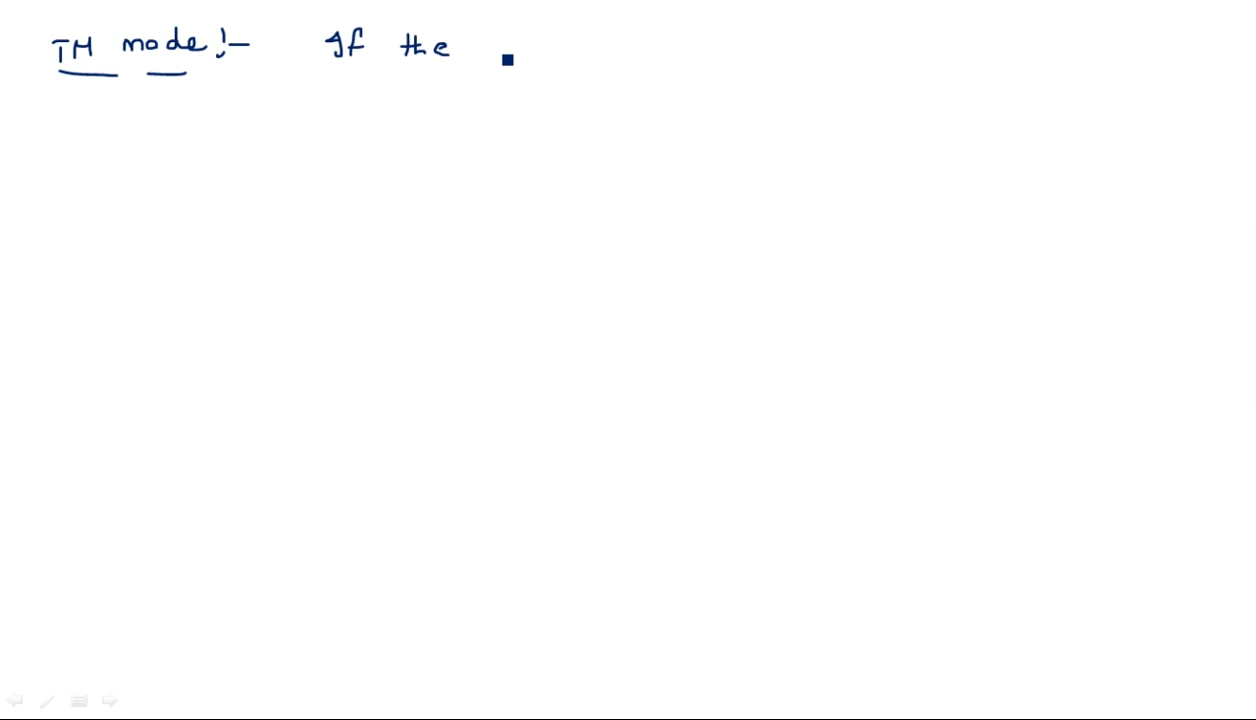 TM mode :- If the